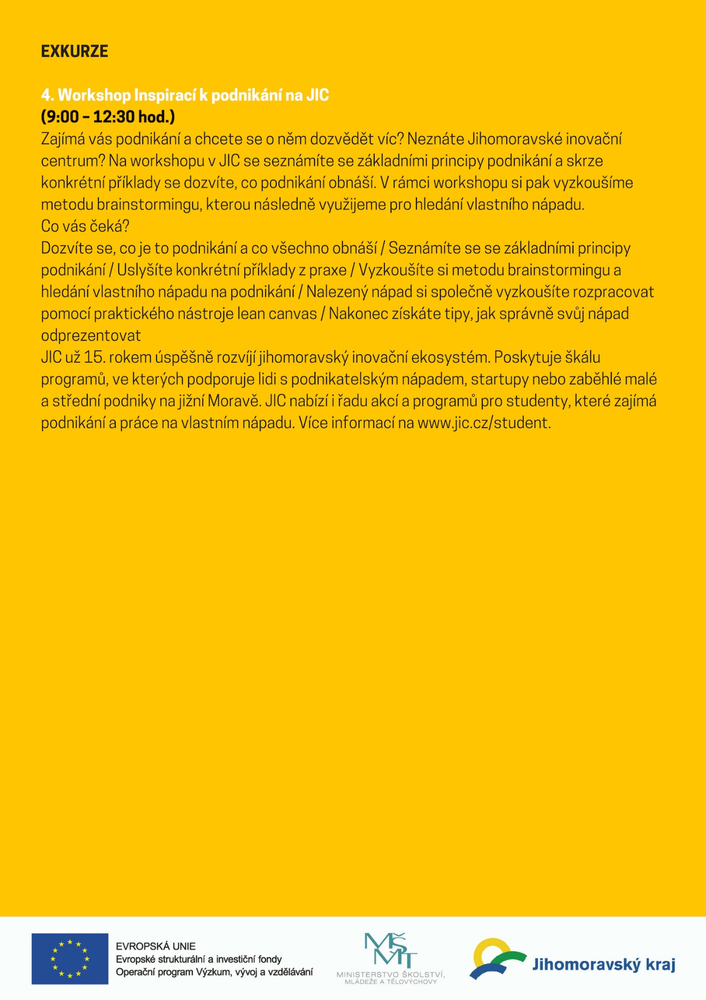 EXKURZE
4. Workshop Inspirací k podnikání na JIC
(9:00 – 12:30 hod.)
Zajímá vás podnikání a chcete se o něm dozvědět víc? Neznáte Jihomoravské inovační
centrum? Na workshopu v JIC se seznámíte se základními principy podnikání a skrze
konkrétní příklady se dozvíte, co podnikání obnáší. V rámci workshopu si pak vyzkoušíme
metodu brainstormingu, kterou následně využijeme pro hledání vlastního nápadu.
Co vás čeká?
Dozvíte se, co je to podnikání a co všechno obnáší / Seznámíte se se základními principy
podnikání / Uslyšíte konkrétní příklady z praxe / Vyzkoušíte si metodu brainstormingu a
hledání vlastního nápadu na podnikání / Nalezený nápad si společně vyzkoušíte rozpracovat
pomocí praktického nástroje lean canvas / Nakonec získáte tipy, jak správně svůj nápad
odprezentovat
JIC už 15. rokem úspěšně rozvíjí jihomoravský inovační ekosystém. Poskytuje škálu
programů, ve kterých podporuje lidi s podnikatelským nápadem, startupy nebo zaběhlé malé
a střední podniky na jižní Moravě. JIC nabízí i řadu akcí a programů pro studenty, které zajímá
podnikání a práce na vlastním nápadu. Více informací na www.jic.cz/student.
EVROPSKÁ UNIE
Evropské strukturální a investiční fondy
Operační program Výzkum, vývoj a vzdělávání
MŠMT
MINISTERSTVO ŠKOLSTVÍ,
MLÁDEŽE A TĚLOVÝCHOVY
Jihomoravský kraj